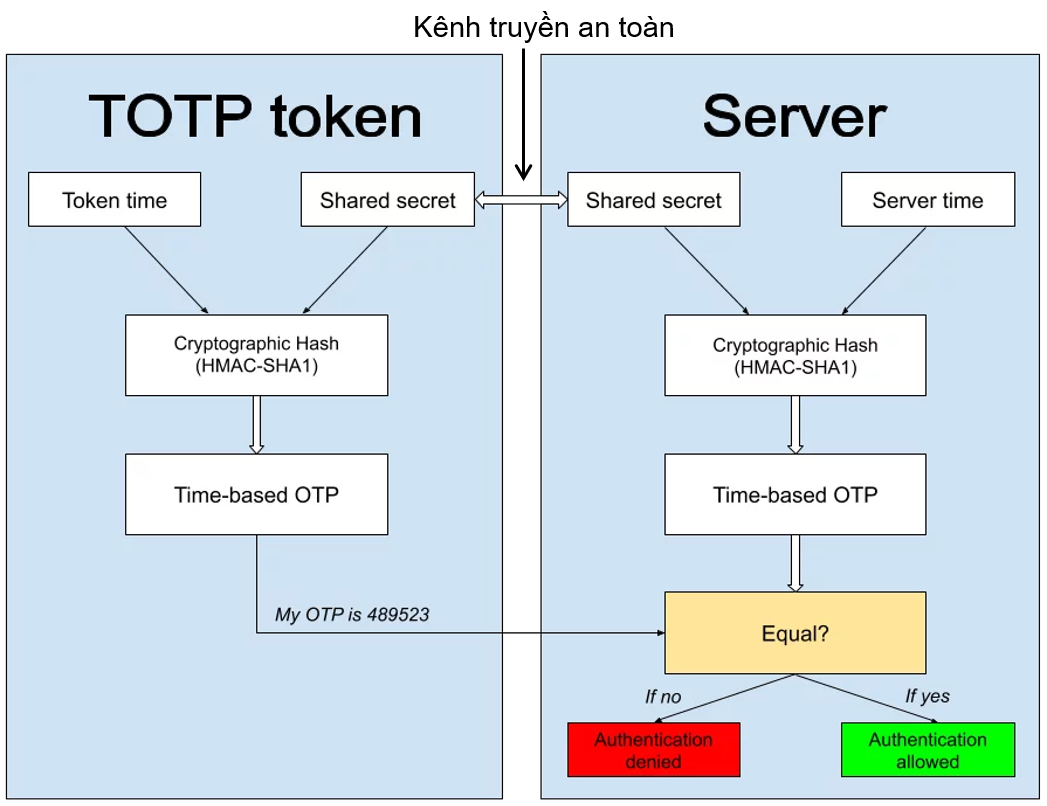 Kênh truyền an toàn
TOTP token
Server
Token time
Shared secret
Shared secret
Server time
Cryptographic Hash
(HMAC-SHA1)
Cryptographic Hash
(HMAC-SHA1)
Time-based OTP
Time-based OTP
My OTP is 489523
Equal?
If no
If yes
Authentication
denied
Authentication
allowed